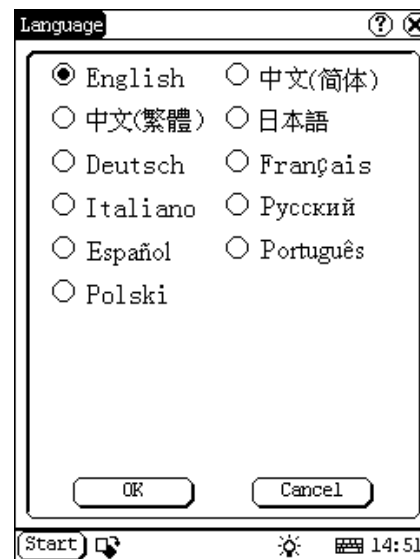 Language ?
English 中文(简体)
中文(繁體) 日本語
Deutsch Français
Italiano Русский
Español Português
Polski
OK Cancel
Start 14:51